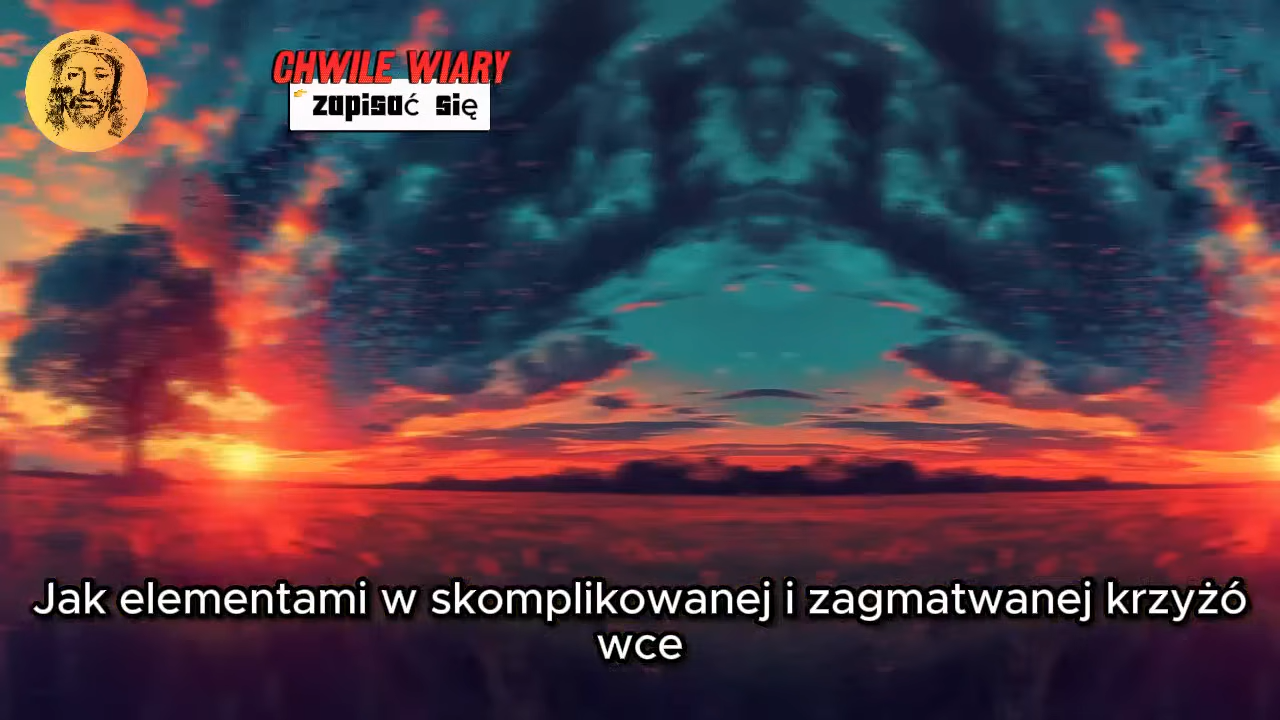 CHWILE WIARY
zapisać się
Jak elementami w skomplikowanej i zagmatwanej krzyżó
wce